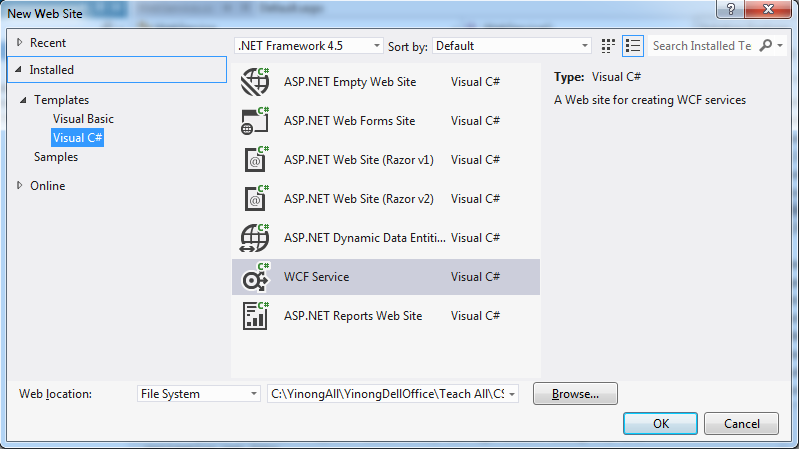 New Web Site
?
Recent
Installed
Templates
Visual Basic
Visual C#
Samples
Online
.NET Framework 4.5
Sort by: Default
Search Installed Te
C# ASP.NET Empty Web Site Visual C#
C# ASP.NET Web Forms Site Visual C#
C# @ ASP.NET Web Site (Razor v1) Visual C#
C# @ ASP.NET Web Site (Razor v2) Visual C#
C# ASP.NET Dynamic Data Entiti... Visual C#
C# WCF Service Visual C#
C# ASP.NET Reports Web Site Visual C#
Type: Visual C#
A Web site for creating WCF services
Web location: File System C:\YinongAll\YinongDellOffice\Teach All\CS Browse...
OK Cancel